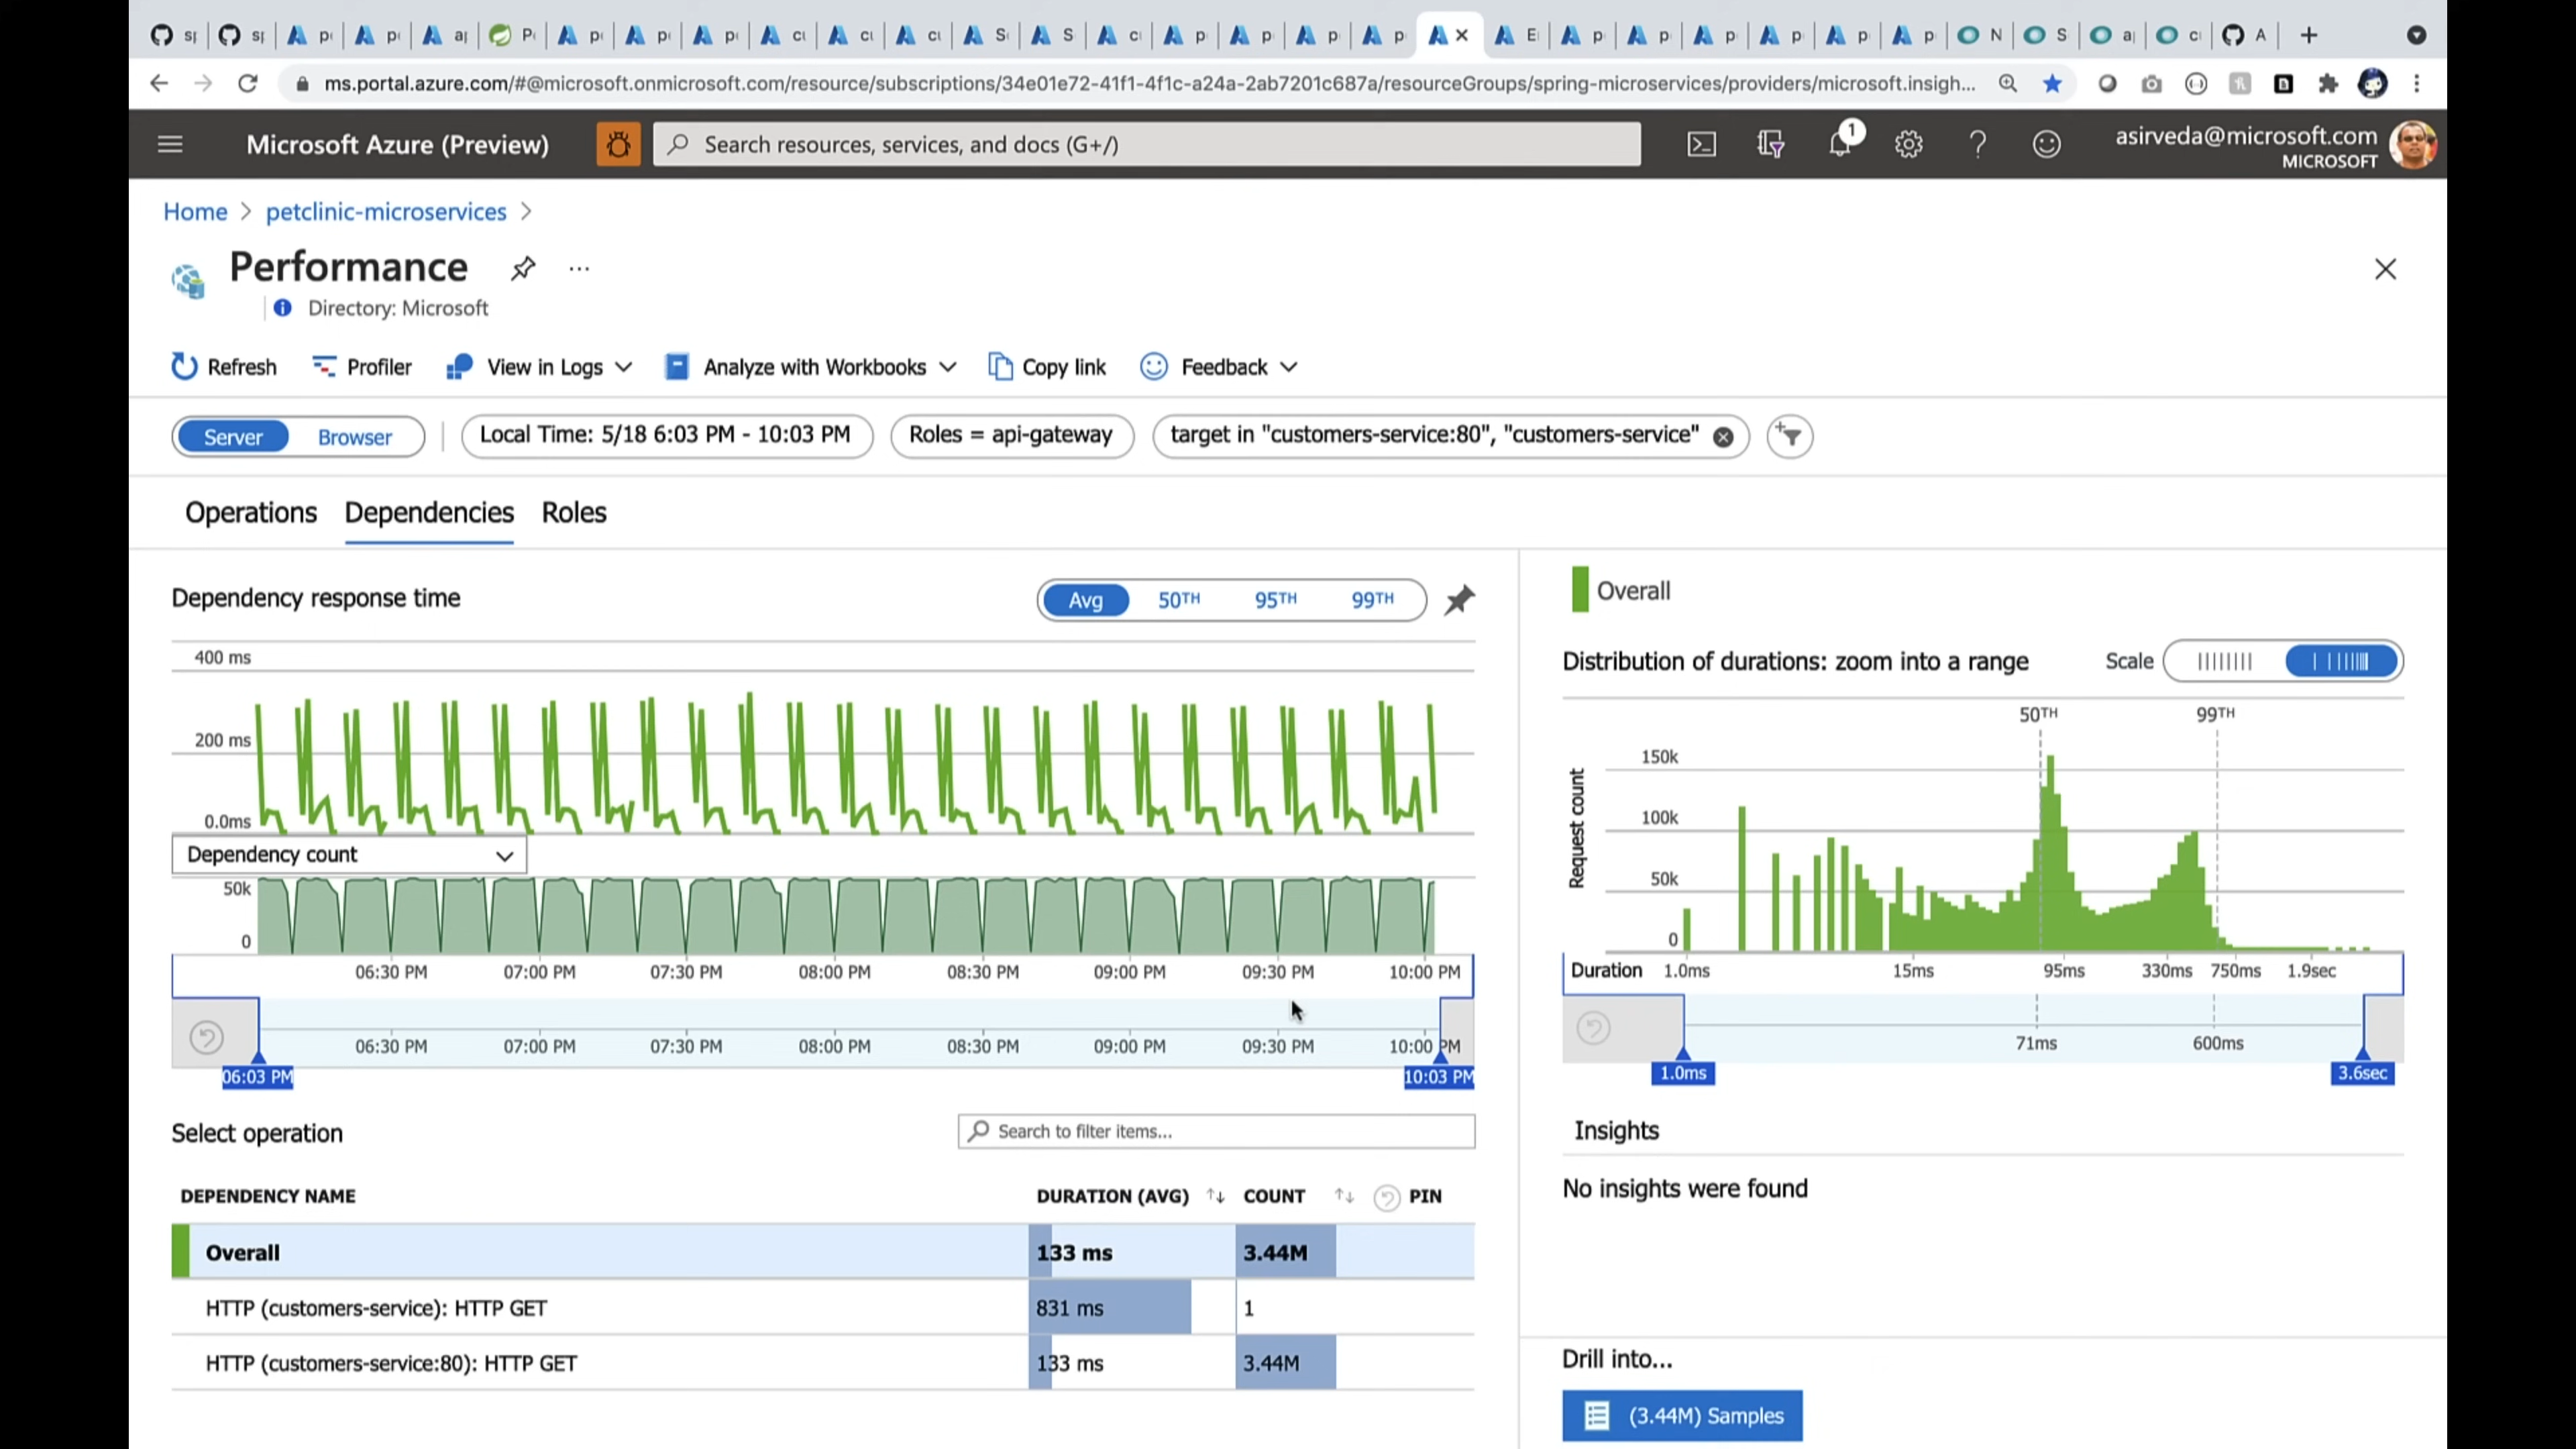 sp sp p p a P p p p c c c S S c p p p p E p p p p p p N S a c A
ms.portal.azure.com/#@microsoft.onmicrosoft.com/resource/subscriptions/34e01e72-41f1-4f1c-a24a-2ab7201c687a/resourceGroups/spring-microservices/providers/microsoft.insigh...
Microsoft Azure (Preview)
Search resources, services, and docs (G+/)
1
asirveda@microsoft.com
MICROSOFT
Home > petclinic-microservices >
Performance
Directory: Microsoft
Refresh Profiler View in Logs Analyze with Workbooks Copy link Feedback
Server Browser Local Time: 5/18 6:03 PM - 10:03 PM Roles = api-gateway target in "customers-service:80", "customers-service"
Operations Dependencies Roles
Dependency response time
Avg 50TH 95TH 99TH
400 ms
200 ms
0.0ms
Dependency count
50k
0
06:30 PM 07:00 PM 07:30 PM 08:00 PM 08:30 PM 09:00 PM 09:30 PM 10:00 PM
06:30 PM 07:00 PM 07:30 PM 08:00 PM 08:30 PM 09:00 PM 09:30 PM 10:00 PM
06:03 PM 10:03 PM
Select operation
Search to filter items...
DEPENDENCY NAME DURATION (AVG) COUNT PIN
Overall 133 ms 3.44M
HTTP (customers-service): HTTP GET 831 ms 1
HTTP (customers-service:80): HTTP GET 133 ms 3.44M
Overall
Distribution of durations: zoom into a range
Scale
50TH 99TH
Request count
150k
100k
50k
0
Duration 1.0ms 15ms 95ms 330ms 750ms 1.9sec
71ms 600ms
1.0ms 3.6sec
Insights
No insights were found
Drill into...
(3.44M) Samples